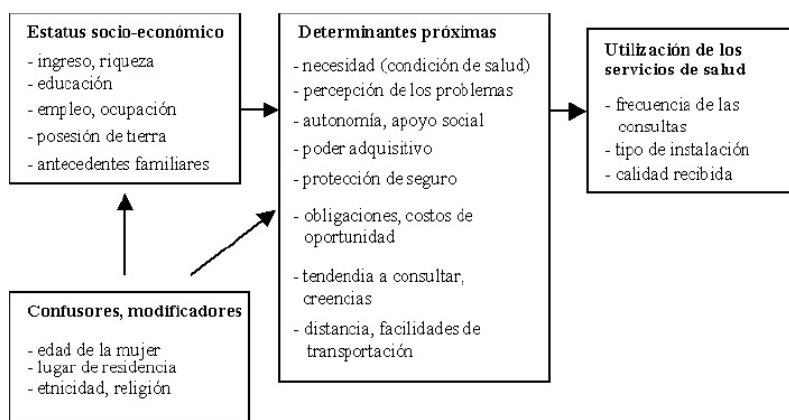 Estatus socio-económico
- ingreso, riqueza
- educación
- empleo, ocupación
- posesión de tierra
- antecedentes familiares
Determinantes próximas
- necesidad (condición de salud)
- percepción de los problemas
- autonomía, apoyo social
- poder adquisitivo
- protección de seguro
- obligaciones, costos de
oportunidad
- tendendia a consultar,
creencias
- distancia, facilidades de
transportación
Utilización de los
servicios de salud
- frecuencia de las
consultas
- tipo de instalación
- calidad recibida
Confusores, modificadores
- edad de la mujer
- lugar de residencia
- etnicidad, religión